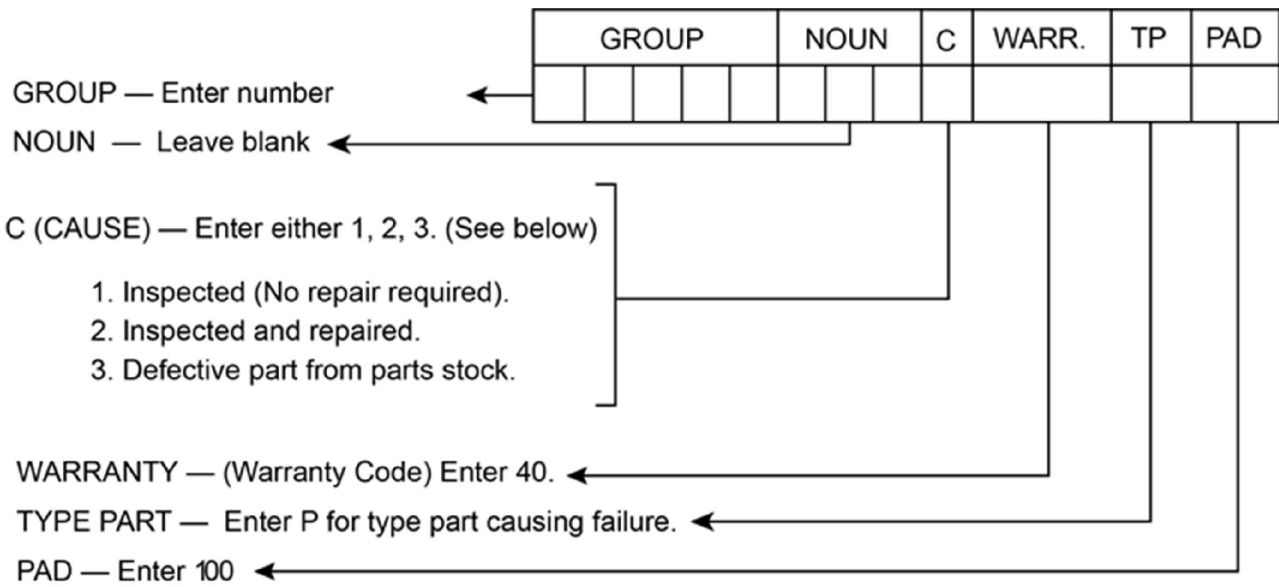 GROUP NOUN C WARR. TP PAD
GROUP — Enter number
NOUN — Leave blank
C (CAUSE) — Enter either 1, 2, 3. (See below)
1. Inspected (No repair required).
2. Inspected and repaired.
3. Defective part from parts stock.
WARRANTY — (Warranty Code) Enter 40.
TYPE PART — Enter P for type part causing failure.
PAD — Enter 100